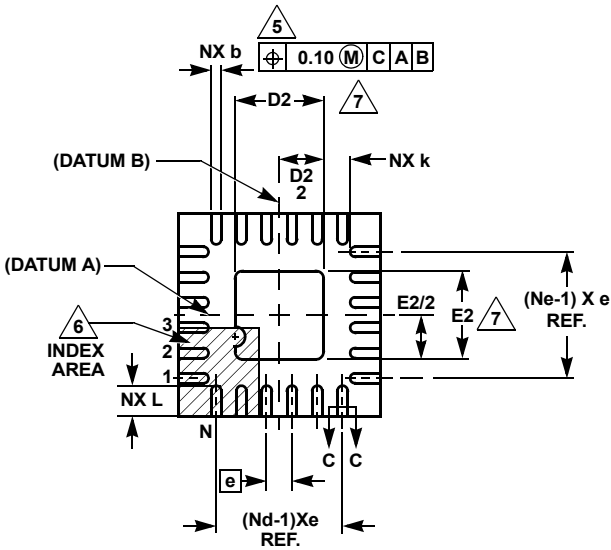 5
NX b
⌖ 0.10 Ⓜ C A B
D2
7
(DATUM B)
D2
2
NX k
(DATUM A)
6
INDEX
AREA
3
2
1
E2/2
E2
7
(Ne-1) X e
REF.
NX L
N
C C
e
(Nd-1)Xe
REF.